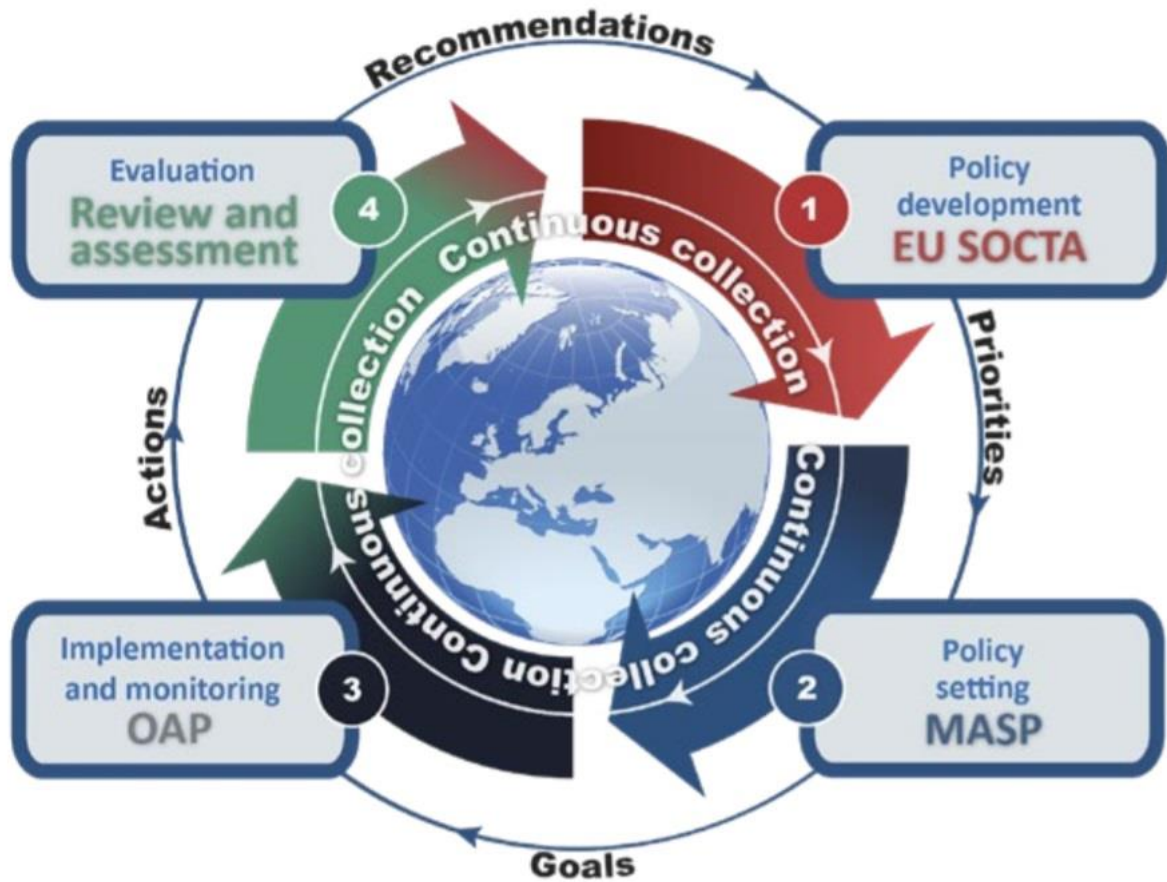 Recommendations
Evaluation
Review and
assessment
4
1
Policy
development
EU SOCTA
Continuous collection
Priorities
Continuous collection
2
Policy
setting
MASP
Goals
Implementation
and monitoring
OAP
3
Continuous collection
Actions
Continuous collection